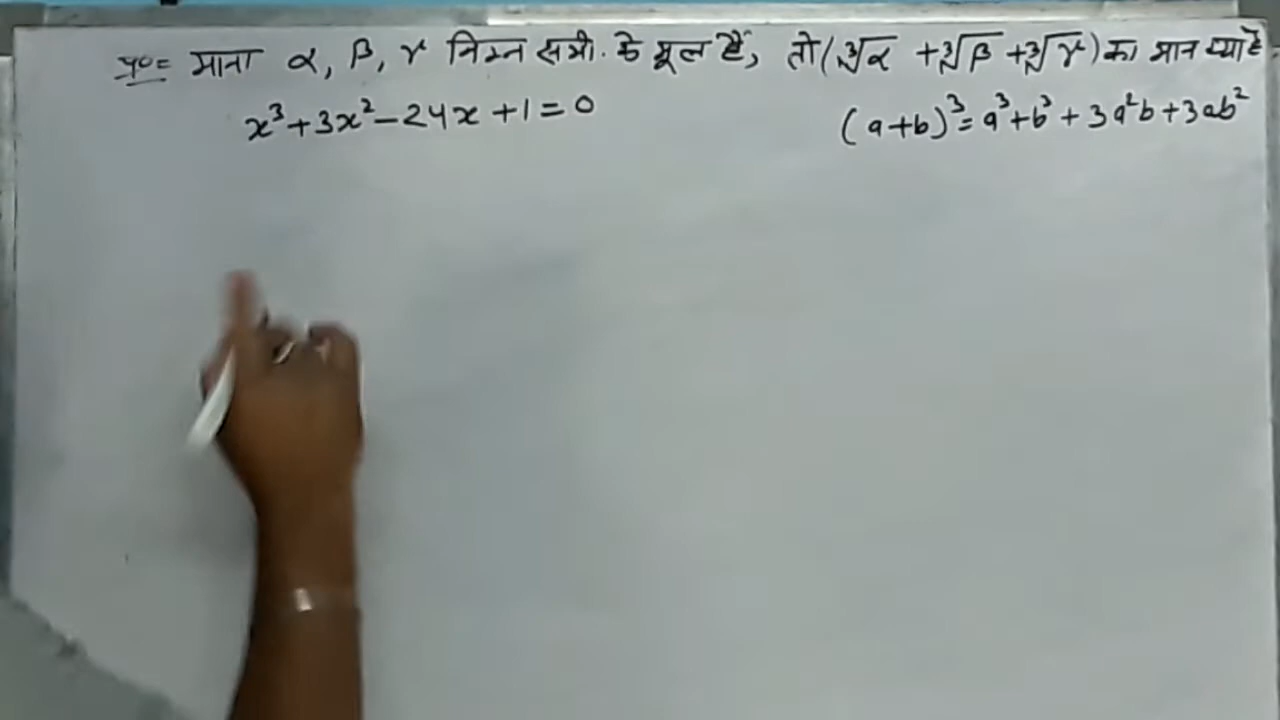 प्र०= माना α, β, γ निम्न समी. के मूल हैं, तो (∛α + ∛β + ∛γ) का मान क्या है
x³+3x²-24x+1=0
(a+b)³=a³+b³+3a²b+3ab²